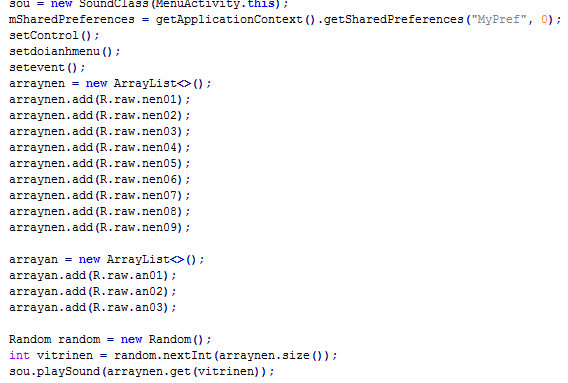 sou = new SoundClass(MenuActivity.this);
mSharedPreferences = getApplicationContext().getSharedPreferences("MyPref", 0);
setControl();
setdoianhmenu();
setevent();
arraynen = new ArrayList<>();
arraynen.add(R.raw.nen01);
arraynen.add(R.raw.nen02);
arraynen.add(R.raw.nen03);
arraynen.add(R.raw.nen04);
arraynen.add(R.raw.nen05);
arraynen.add(R.raw.nen06);
arraynen.add(R.raw.nen07);
arraynen.add(R.raw.nen08);
arraynen.add(R.raw.nen09);
arrayan = new ArrayList<>();
arrayan.add(R.raw.an01);
arrayan.add(R.raw.an02);
arrayan.add(R.raw.an03);
Random random = new Random();
int vitrinen = random.nextInt(arraynen.size());
sou.playSound(arraynen.get(vitrinen));